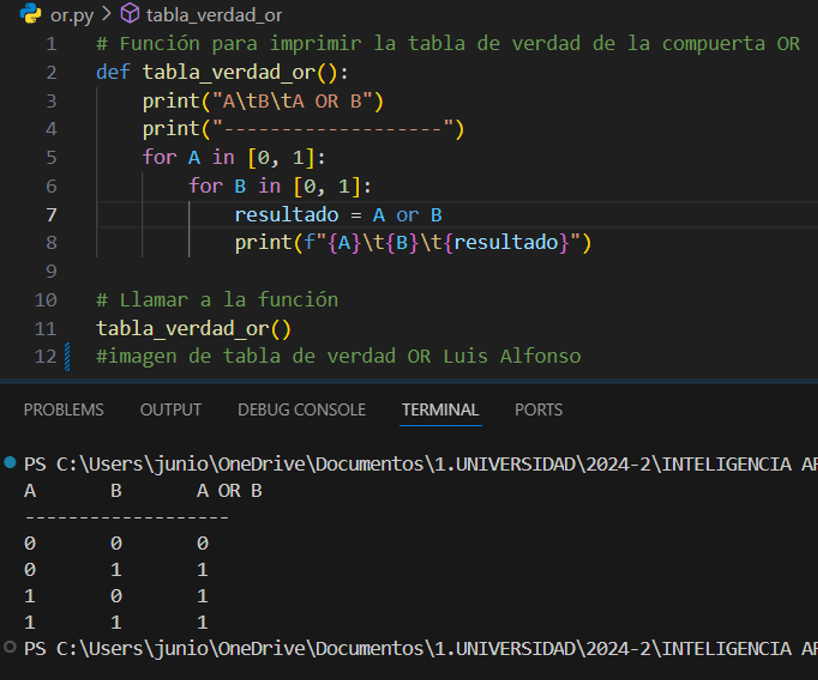 or.py > tabla_verdad_or
1 # Función para imprimir la tabla de verdad de la compuerta OR
2 def tabla_verdad_or():
3     print("A\tB\tA OR B")
4     print("-------------------")
5     for A in [0, 1]:
6         for B in [0, 1]:
7             resultado = A or B
8             print(f"{A}\t{B}\t{resultado}")
9
10 # Llamar a la función
11 tabla_verdad_or()
12 #imagen de tabla de verdad OR Luis Alfonso
PROBLEMS OUTPUT DEBUG CONSOLE TERMINAL PORTS
PS C:\Users\junio\OneDrive\Documentos\1.UNIVERSIDAD\2024-2\INTELIGENCIA AR
A       B       A OR B
-------------------
0       0       0
0       1       1
1       0       1
1       1       1
PS C:\Users\junio\OneDrive\Documentos\1.UNIVERSIDAD\2024-2\INTELIGENCIA AR